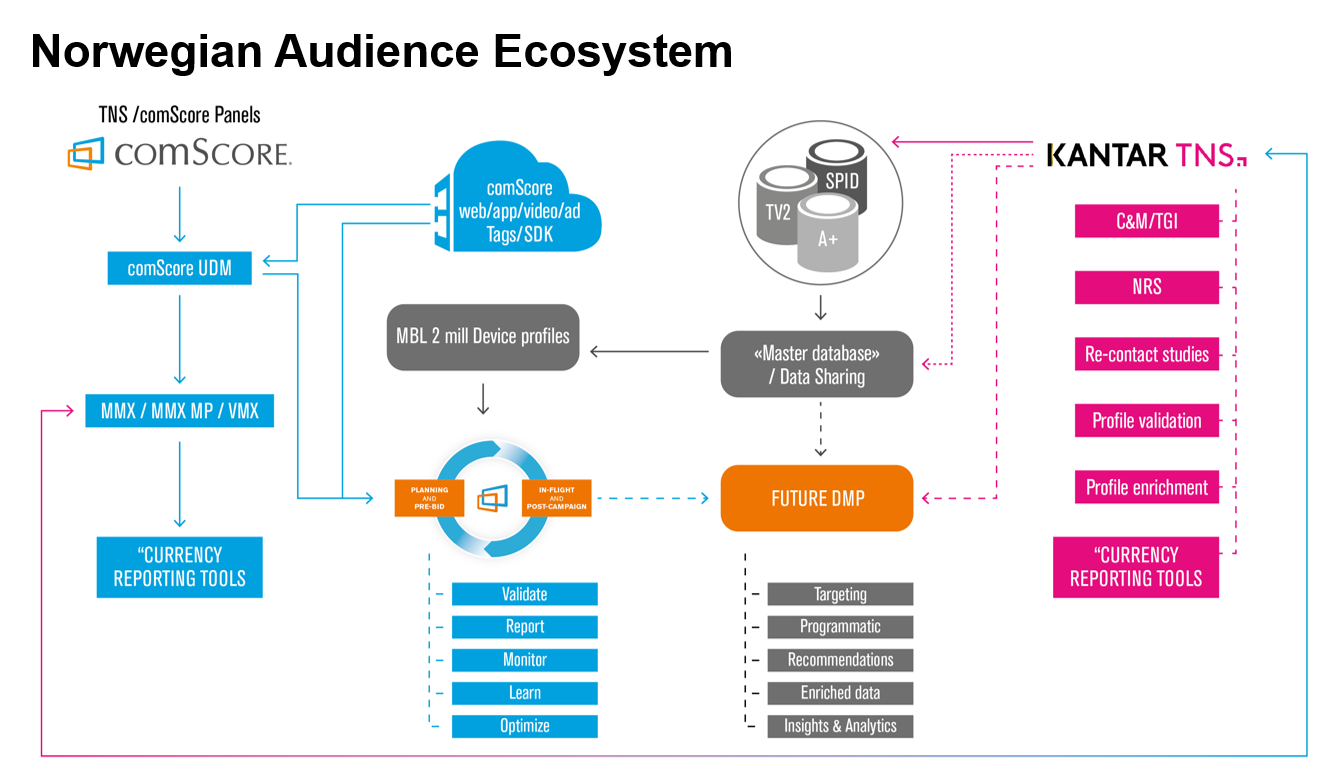 Norwegian Audience Ecosystem
TNS /comScore Panels
comSCORE.
comScore
web/app/video/ad
Tags/SDK
SPID
TV2
A+
KANTAR TNS
comScore UDM
MBL 2 mill Device profiles
«Master database»
/ Data Sharing
C&M/TGI
NRS
Re-contact studies
Profile validation
Profile enrichment
"CURRENCY
REPORTING TOOLS
MMX / MMX MP / VMX
PLANNING
AND
PRE-BID
IN-FLIGHT
AND
POST-CAMPAIGN
FUTURE DMP
“CURRENCY
REPORTING TOOLS
Validate
Report
Monitor
Learn
Optimize
Targeting
Programmatic
Recommendations
Enriched data
Insights & Analytics